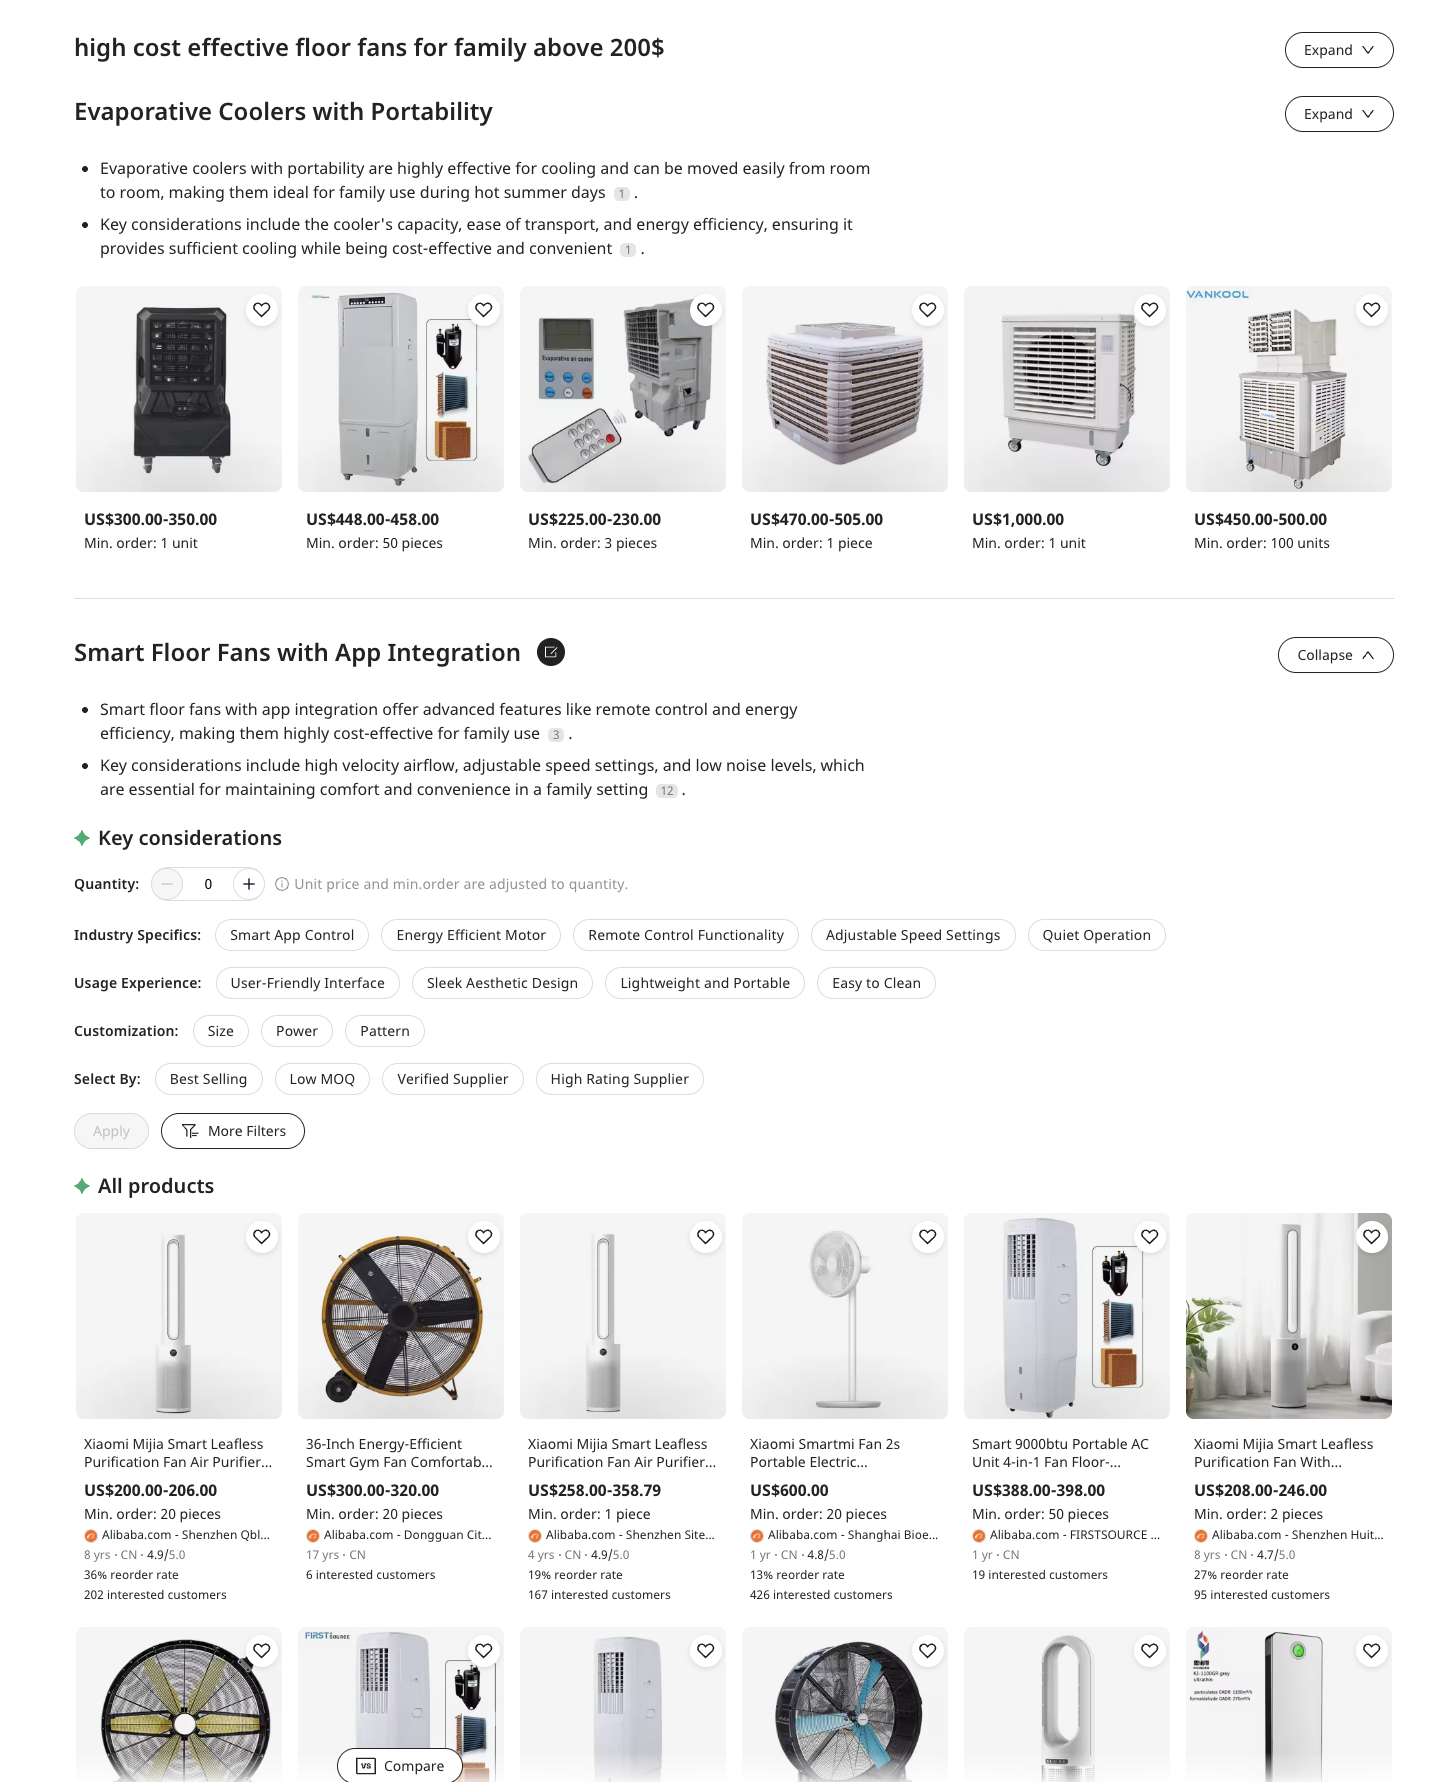 high cost effective floor fans for family above 200$
Expand
Evaporative Coolers with Portability
Expand
Evaporative coolers with portability are highly effective for cooling and can be moved easily from room
to room, making them ideal for family use during hot summer days 1 .
Key considerations include the cooler's capacity, ease of transport, and energy efficiency, ensuring it
provides sufficient cooling while being cost-effective and convenient 1 .
Evaporative air cooler
VANKOOL
US$300.00-350.00
Min. order: 1 unit
US$448.00-458.00
Min. order: 50 pieces
US$225.00-230.00
Min. order: 3 pieces
US$470.00-505.00
Min. order: 1 piece
US$1,000.00
Min. order: 1 unit
US$450.00-500.00
Min. order: 100 units
Smart Floor Fans with App Integration
Collapse
Smart floor fans with app integration offer advanced features like remote control and energy
efficiency, making them highly cost-effective for family use 3 .
Key considerations include high velocity airflow, adjustable speed settings, and low noise levels, which
are essential for maintaining comfort and convenience in a family setting 12 .
Key considerations
Quantity: 0 Unit price and min.order are adjusted to quantity.
Industry Specifics: Smart App Control Energy Efficient Motor Remote Control Functionality Adjustable Speed Settings Quiet Operation
Usage Experience: User-Friendly Interface Sleek Aesthetic Design Lightweight and Portable Easy to Clean
Customization: Size Power Pattern
Select By: Best Selling Low MOQ Verified Supplier High Rating Supplier
Apply More Filters
All products
Xiaomi Mijia Smart Leafless
Purification Fan Air Purifier...
US$200.00-206.00
Min. order: 20 pieces
Alibaba.com - Shenzhen Qbl...
8 yrs · CN · 4.9/5.0
36% reorder rate
202 interested customers
36-Inch Energy-Efficient
Smart Gym Fan Comfortab...
US$300.00-320.00
Min. order: 20 pieces
Alibaba.com - Dongguan Cit...
17 yrs · CN
6 interested customers
Xiaomi Mijia Smart Leafless
Purification Fan Air Purifier...
US$258.00-358.79
Min. order: 1 piece
Alibaba.com - Shenzhen Site...
4 yrs · CN · 4.9/5.0
19% reorder rate
167 interested customers
Xiaomi Smartmi Fan 2s
Portable Electric...
US$600.00
Min. order: 20 pieces
Alibaba.com - Shanghai Bioe...
1 yr · CN · 4.8/5.0
13% reorder rate
426 interested customers
Smart 9000btu Portable AC
Unit 4-in-1 Fan Floor-...
US$388.00-398.00
Min. order: 50 pieces
Alibaba.com - FIRSTSOURCE ...
1 yr · CN
19 interested customers
Xiaomi Mijia Smart Leafless
Purification Fan With...
US$208.00-246.00
Min. order: 2 pieces
Alibaba.com - Shenzhen Huit...
8 yrs · CN · 4.7/5.0
27% reorder rate
95 interested customers
FIRST SOURCE
KJ-1100GR grey
ultrathin
particulates CADR: 1100m³/h
formaldehyde CADR: 275m³/h
VS Compare